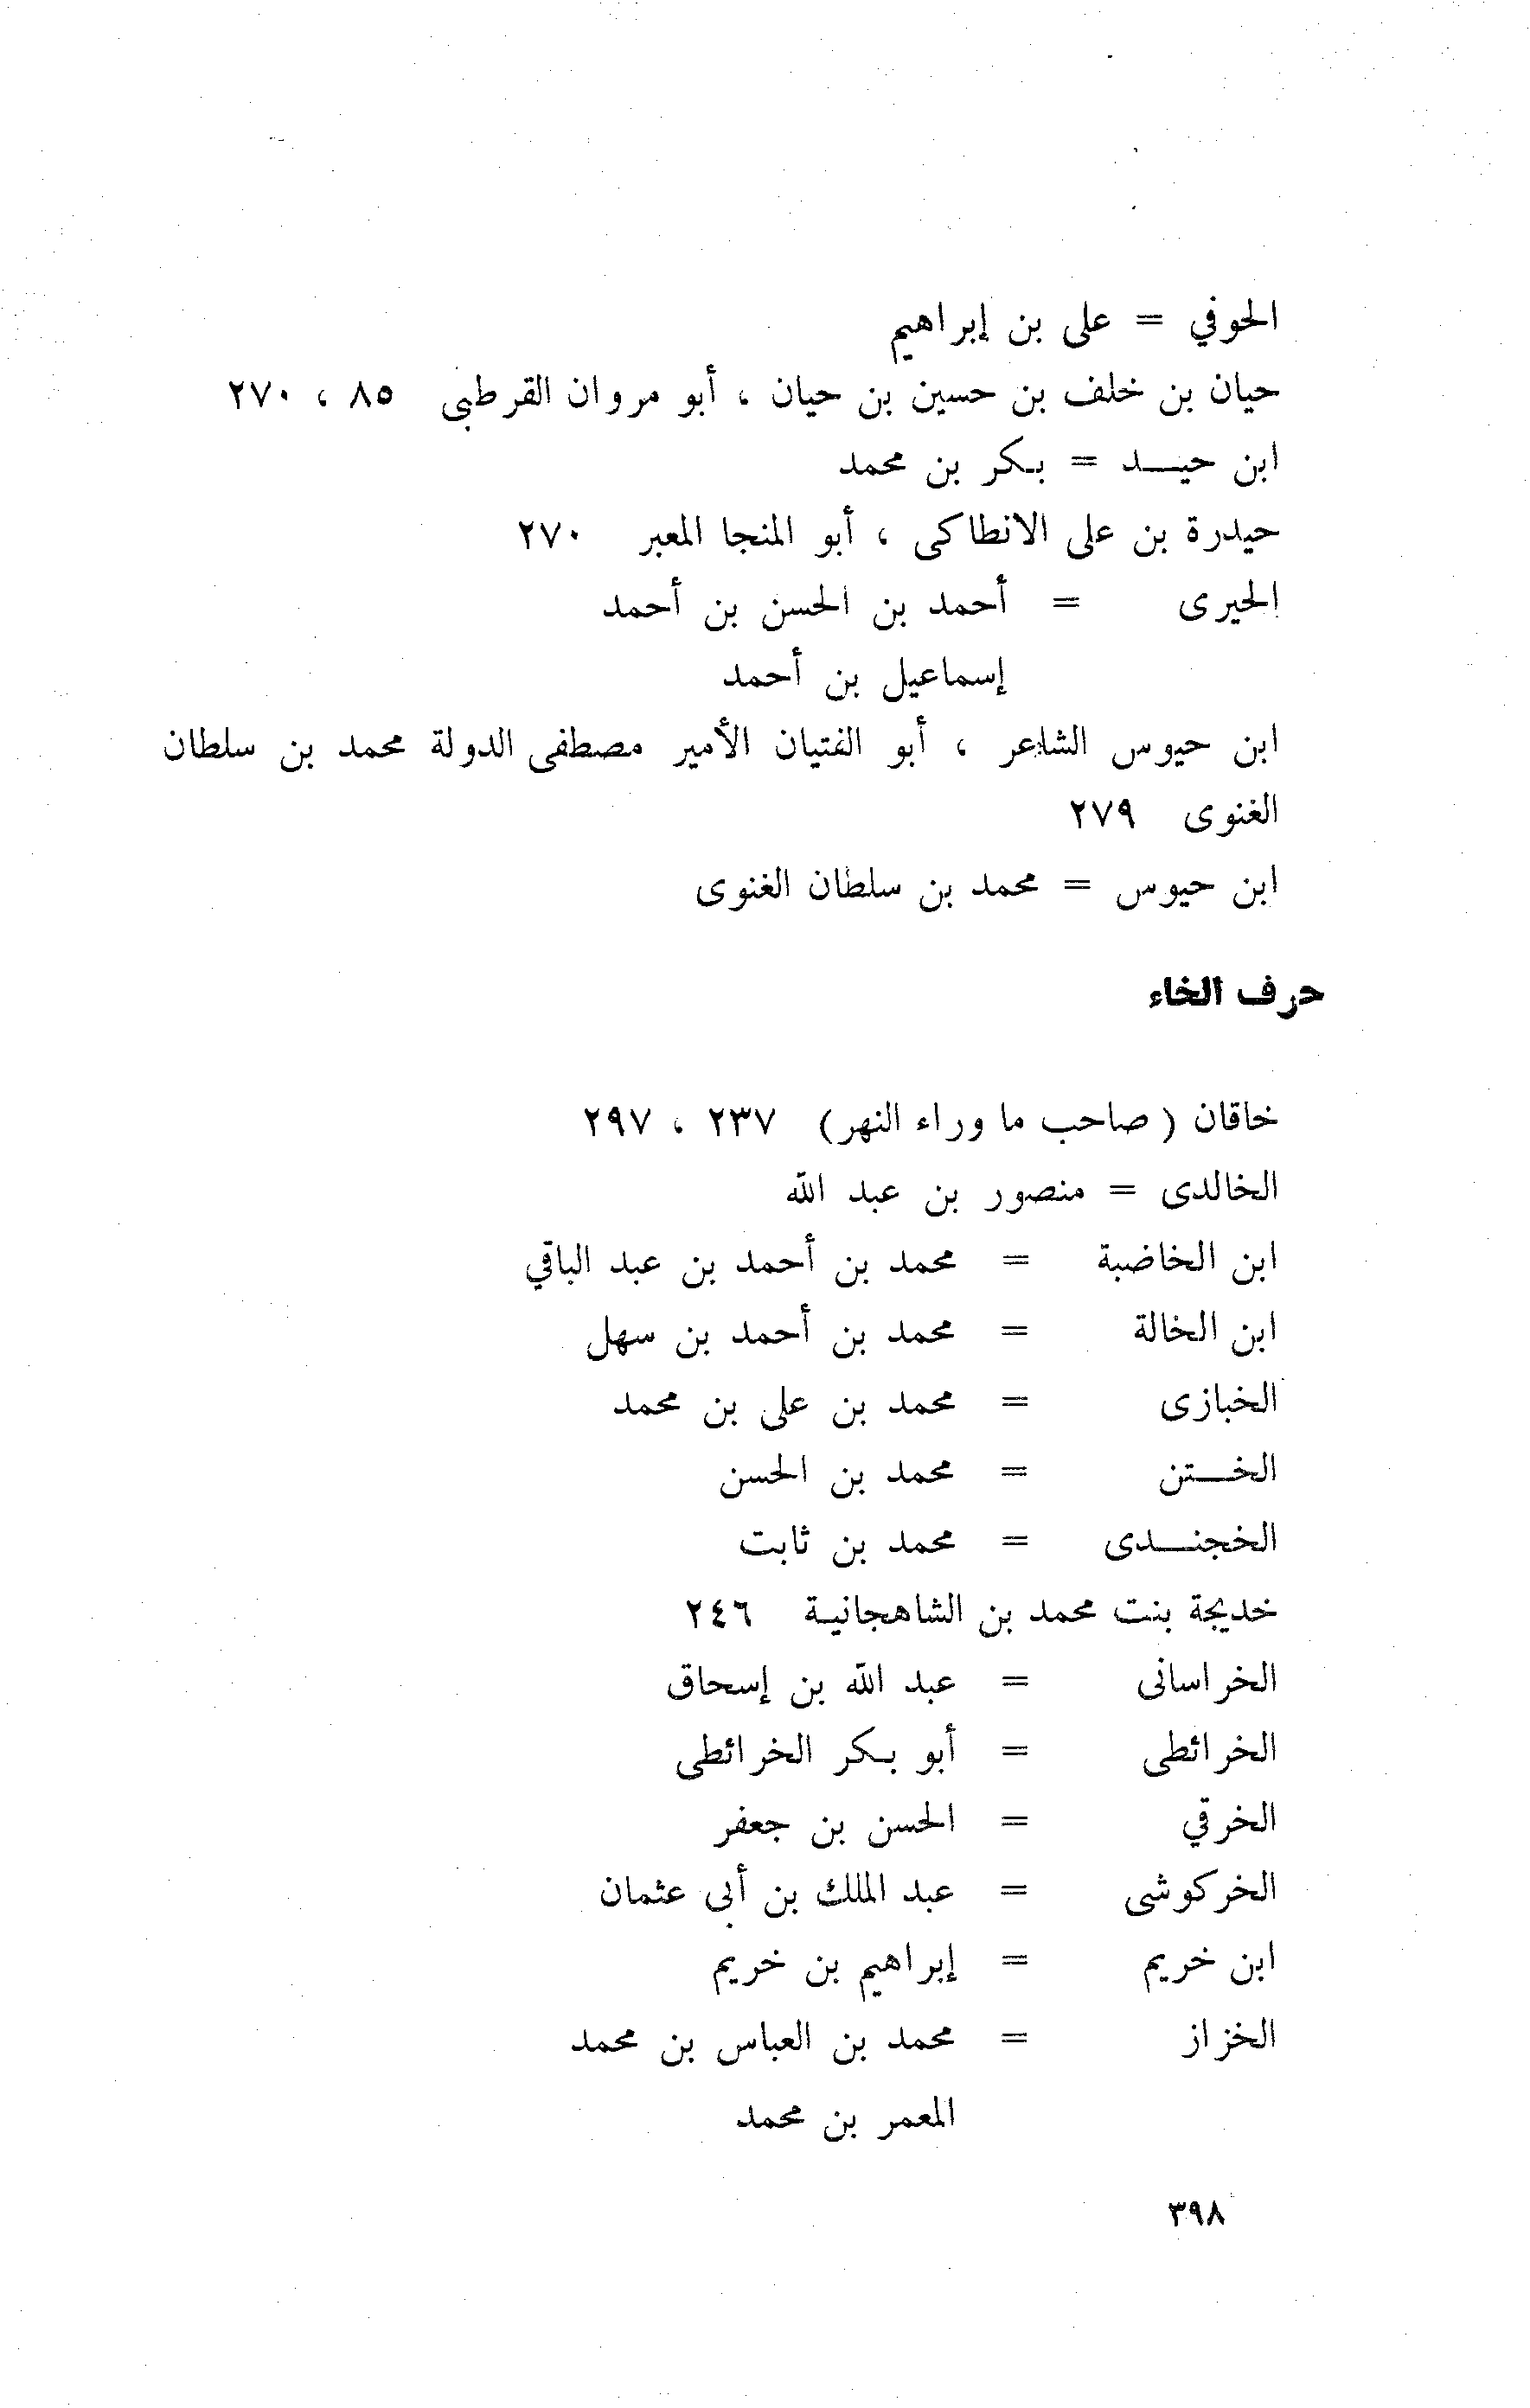 الحوفي = على بن إبراهيم
حيان بن خلف بن حسين بن حيان ، أبو مروان القرطبى ٨٥ ، ٢٧٠
ابن حيـــد = بكر بن محمد
حيدرة بن على الانطاكى ، أبو المنجا المعبر ٢٧٠
الحيرى = أحمد بن الحسن بن أحمد
إسماعيل بن أحمد
ابن حيوس الشاعر ، أبو الفتيان الأمير مصطفى الدولة محمد بن سلطان
الغنوى ٢٧٩
ابن حيوس = محمد بن سلطان الغنوى
حرف الخاء
خاقان ( صاحب ما وراء النهر ) ٢٣٧ ، ٢٩٧
الخالدى = منصور بن عبد الله
ابن الخاضبة = محمد بن أحمد بن عبد الباقي
ابن الخالة = محمد بن أحمد بن سهل
الخبازى = محمد بن على بن محمد
الخـــتن = محمد بن الحسن
الخجنـــدى = محمد بن ثابت
خديجة بنت محمد بن الشاهجانيـة ٢٤٦
الخراسانى = عبد الله بن إسحاق
الخرائطى = أبو بـكر الخرائطى
الخرقي = الحسن بن جعفر
الخركوشى = عبد الملك بن أبى عثمان
ابن خريم = إبراهيم بن خريم
الخزاز = محمد بن العباس بن محمد
المعمر بن محمد
٣٩٨